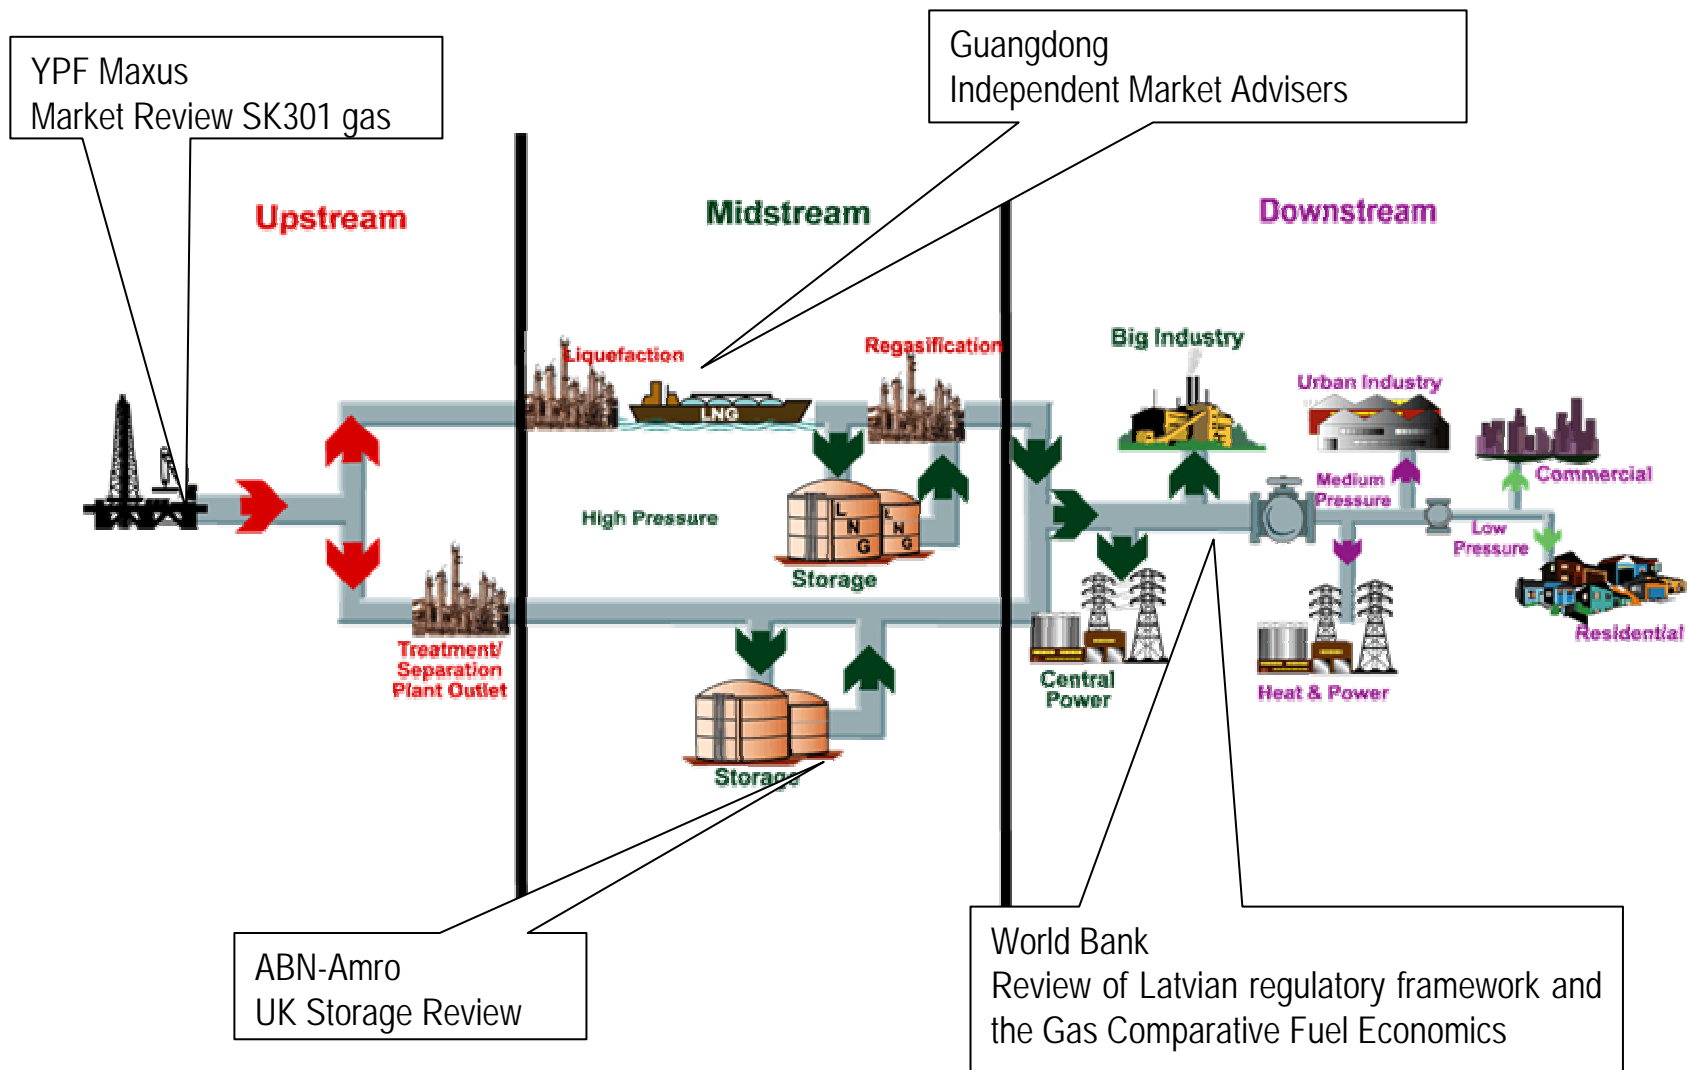 YPF Maxus
Market Review SK301 gas
Guangdong
Independent Market Advisers
Upstream
Midstream
Downstream
Liquefaction
LNG
Regasification
Big Industry
Urban Industry
Commercial
Medium
Pressure
High Pressure
L
N
G
L
N
G
Storage
Low
Pressure
Treatment/
Separation
Plant Outlet
Central
Power
Heat & Power
Residential
Storage
ABN-Amro
UK Storage Review
World Bank
Review of Latvian regulatory framework and
the Gas Comparative Fuel Economics